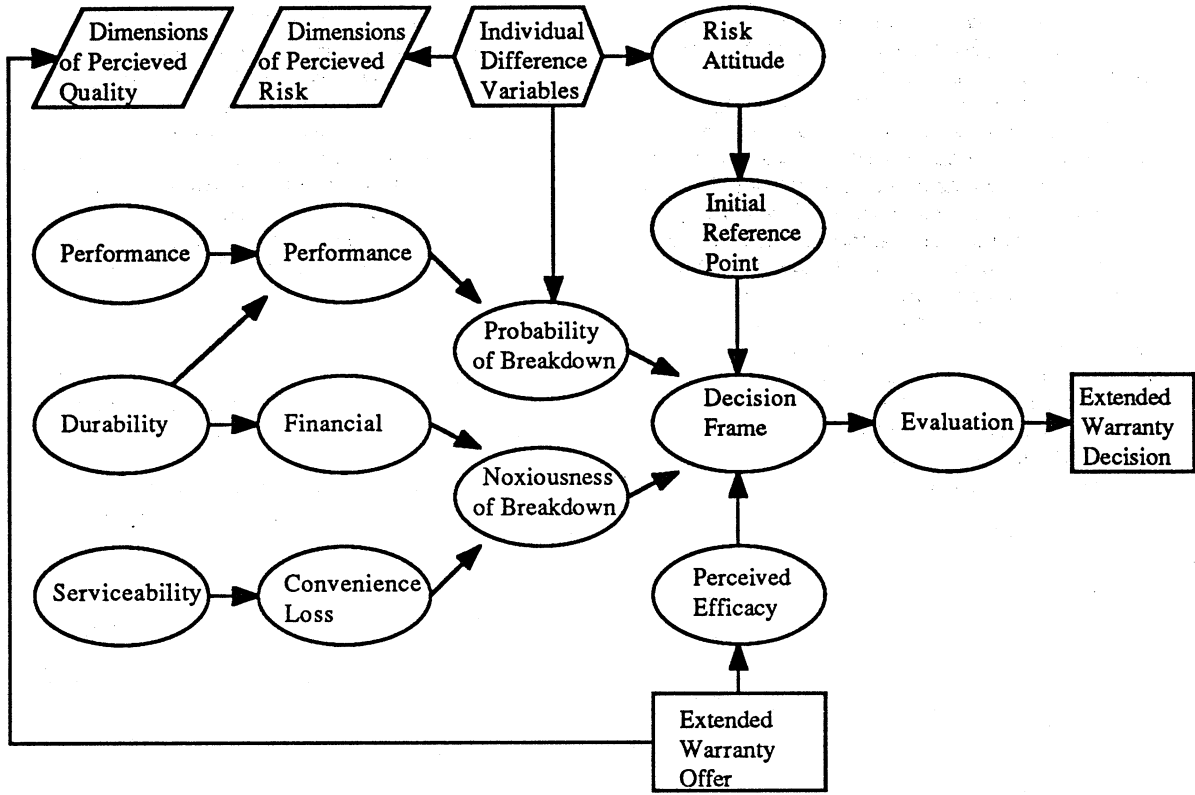 Dimensions
of Percieved
Quality
Dimensions
of Percieved
Risk
Individual
Difference
Variables
Risk
Attitude
Initial
Reference
Point
Performance
Performance
Probability
of Breakdown
Durability
Financial
Decision
Frame
Evaluation
Extended
Warranty
Decision
Noxiousness
of Breakdown
Serviceability
Convenience
Loss
Perceived
Efficacy
Extended
Warranty
Offer